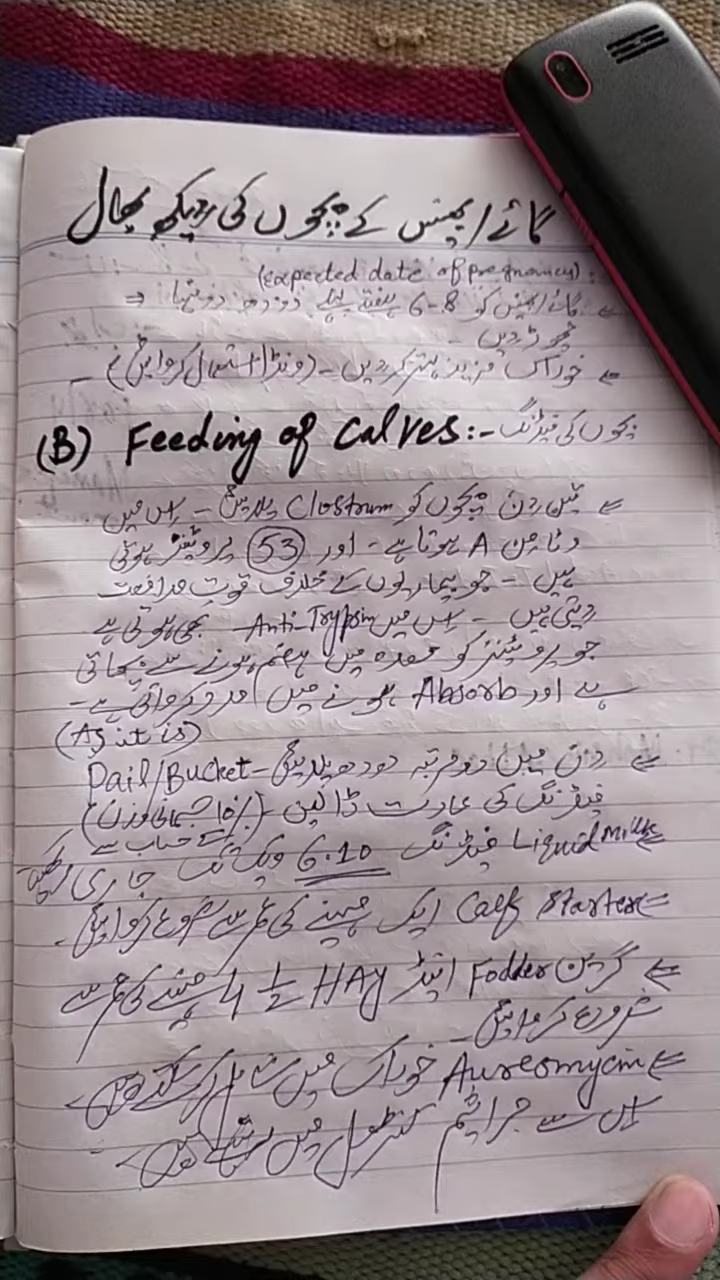 گائے / بھینس کے بچوں کی دیکھ بھال
(expected date of pregnancy) :
گائے / بھینس کو 8-6 ہفتے پہلے دودھ دوہنا ⇒
چھوڑ دیں -
خوراک مزید بہتر کر دیں - (ونڈا استعمال کروائیں)
(B) Feeding of Calves:- بچوں کی فیڈنگ
تین دن بچوں کو Clostrum پلائیں - اس میں
وٹامن A ہوتا ہے - اور (53) پروٹینز ہوتی
ہیں - جو بیماریوں کے خلاف قوت مدافعت
دیتی ہیں - اس میں Anti-Trypsin بھی ہوتی ہے
جو پروٹینز کو معدہ میں ہضم ہونے سے بچاتی
ہے اور Absorb ہونے میں مدد کرواتی ہے -
(As it is)
دن میں دو مرتبہ دودھ پلائیں - Pail/Bucket
فیڈنگ کی عادت ڈالیں - (10% جسمانی وزن)
کے حساب سے
Liquid Milk فیڈنگ 6-10 ویک تک جاری رکھیں
Calf Starter ایک مہینے کی عمر سے شروع کروائیں -
گرین Fodder اینڈ HAY 4 1/2 مہینے کی عمر سے
شروع کروائیں -
Aureomycin خوراک میں شامل کر سکتے ہیں -
اس سے جراثیم کنٹرول میں رہتے ہیں -